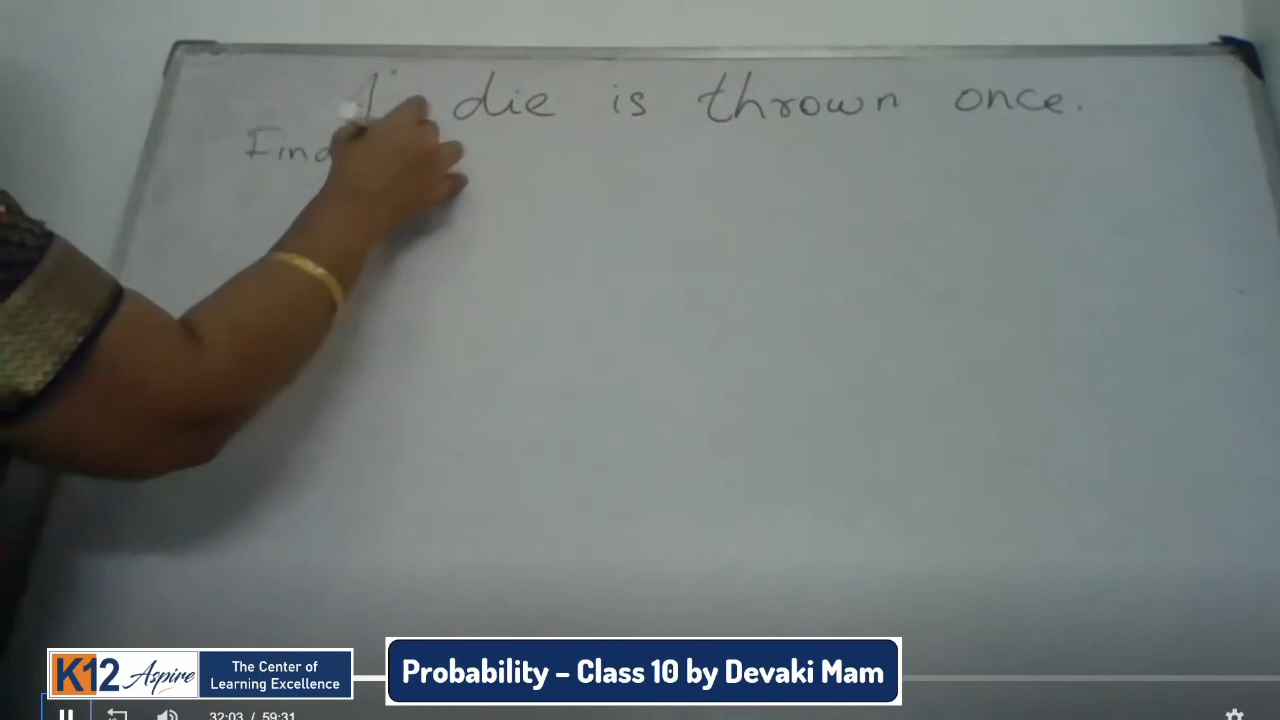 A die is thrown once.
Find
K12 Aspire
The Center of
Learning Excellence
Probability – Class 10 by Devaki Mam
32:03 / 59:31